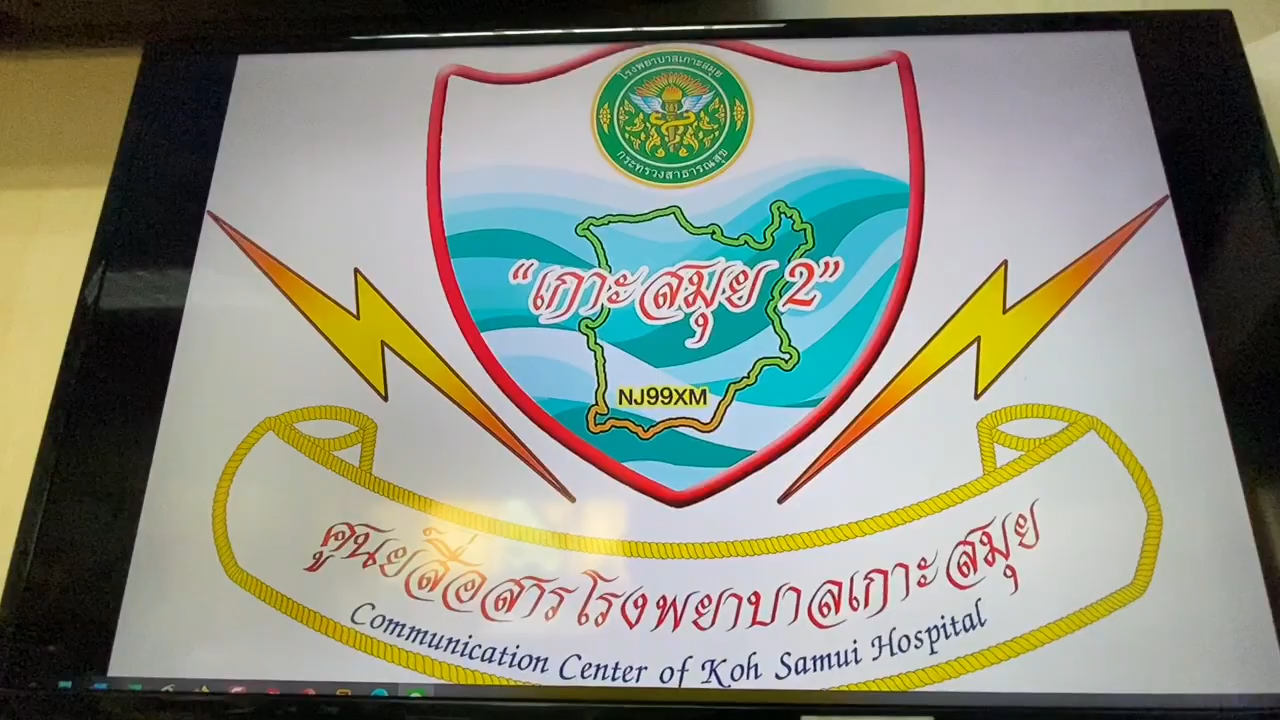 โรงพยาบาลเกาะสมุย
กระทรวงสาธารณสุข
“เกาะสมุย 2”
NJ99XM
ศูนย์สื่อสารโรงพยาบาลเกาะสมุย
Communication Center of Koh Samui Hospital